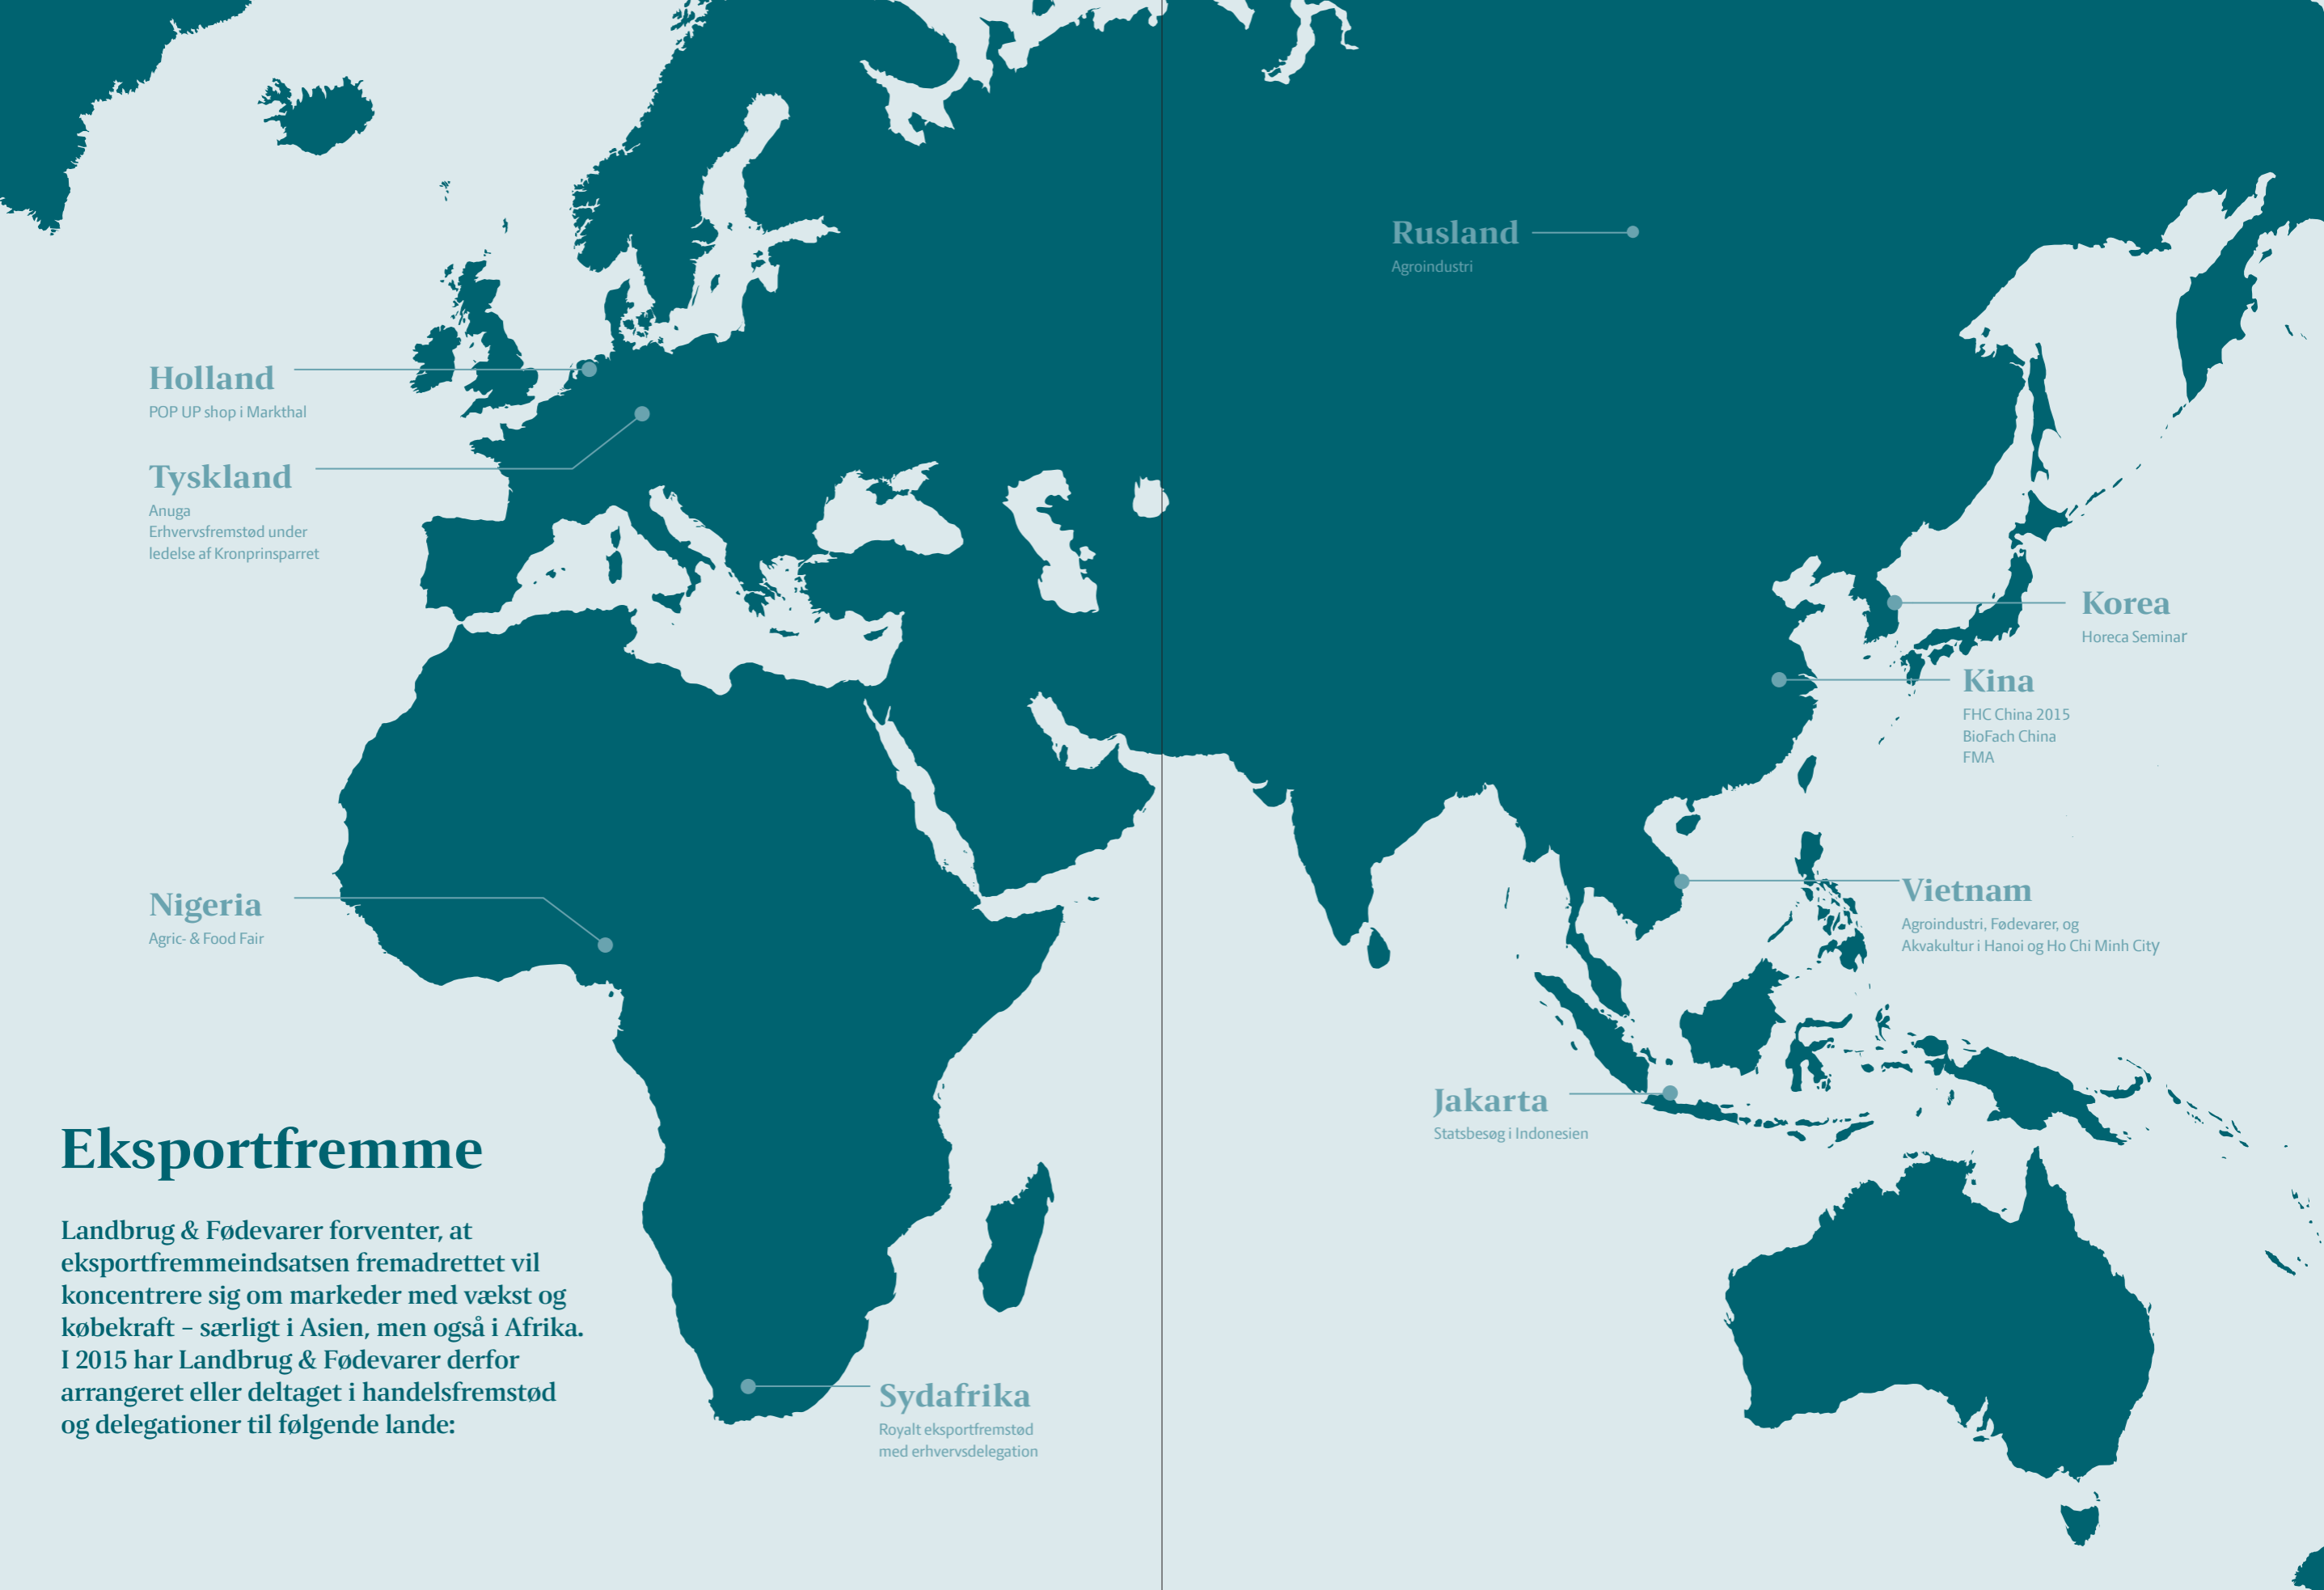 Holland
POP UP shop i Markthal
Tyskland
Anuga
Erhvervsfremstød under
ledelse af Kronprinsparret
Nigeria
Agric- & Food Fair
Eksportfremme
Landbrug & Fødevarer forventer, at
eksportfremmeindsatsen fremadrettet vil
koncentrere sig om markeder med vækst og
købekraft – særligt i Asien, men også i Afrika.
I 2015 har Landbrug & Fødevarer derfor
arrangeret eller deltaget i handelsfremstød
og delegationer til følgende lande:
Sydafrika
Royalt eksportfremstød
med erhvervsdelegation
Rusland
Agroindustri
Korea
Horeca Seminar
Kina
FHC China 2015
BioFach China
FMA
Vietnam
Agroindustri, Fødevarer, og
Akvakultur i Hanoi og Ho Chi Minh City
Jakarta
Statsbesøg i Indonesien